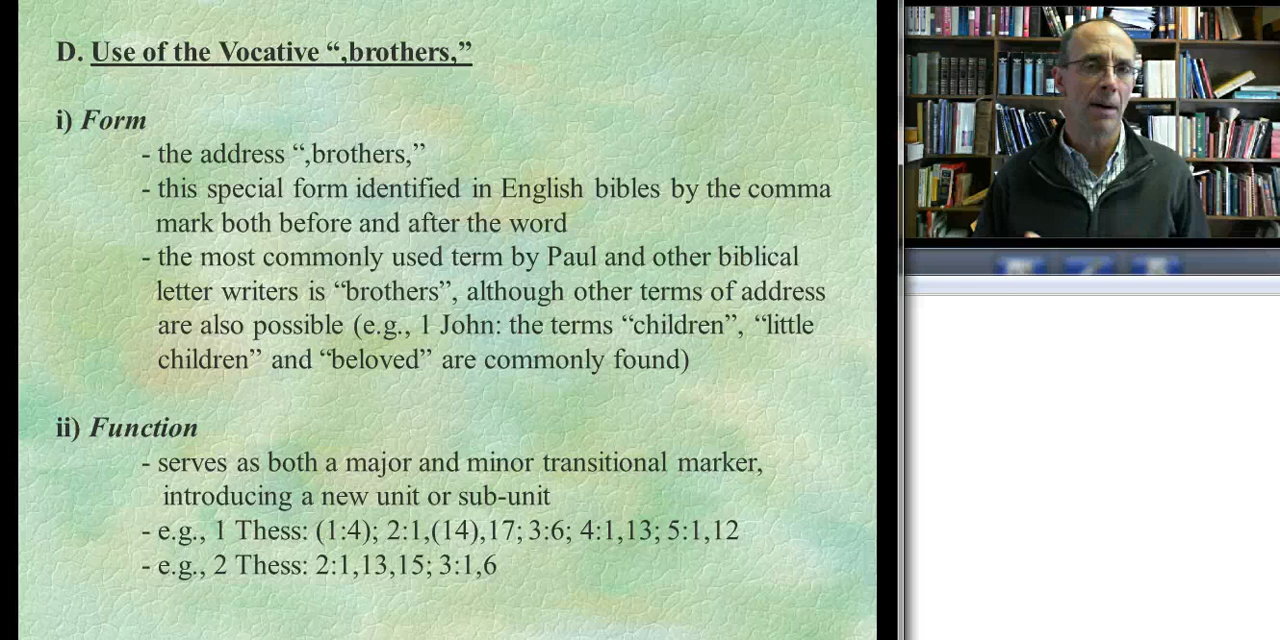 D. Use of the Vocative “,brothers,”
i) Form
- the address “,brothers,”
- this special form identified in English bibles by the comma
mark both before and after the word
- the most commonly used term by Paul and other biblical
letter writers is “brothers”, although other terms of address
are also possible (e.g., 1 John: the terms “children”, “little
children” and “beloved” are commonly found)
ii) Function
- serves as both a major and minor transitional marker,
introducing a new unit or sub-unit
- e.g., 1 Thess: (1:4); 2:1,(14),17; 3:6; 4:1,13; 5:1,12
- e.g., 2 Thess: 2:1,13,15; 3:1,6